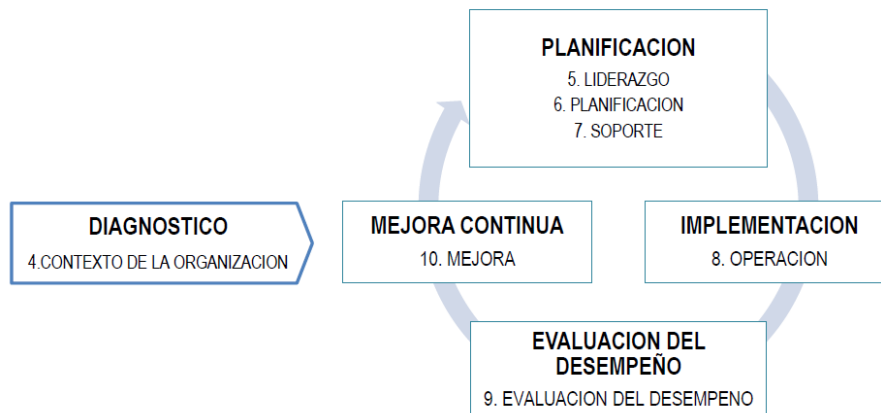 PLANIFICACION
5. LIDERAZGO
6. PLANIFICACION
7. SOPORTE
DIAGNOSTICO
4.CONTEXTO DE LA ORGANIZACION
MEJORA CONTINUA
10. MEJORA
IMPLEMENTACION
8. OPERACION
EVALUACION DEL
DESEMPEÑO
9. EVALUACION DEL DESEMPENO